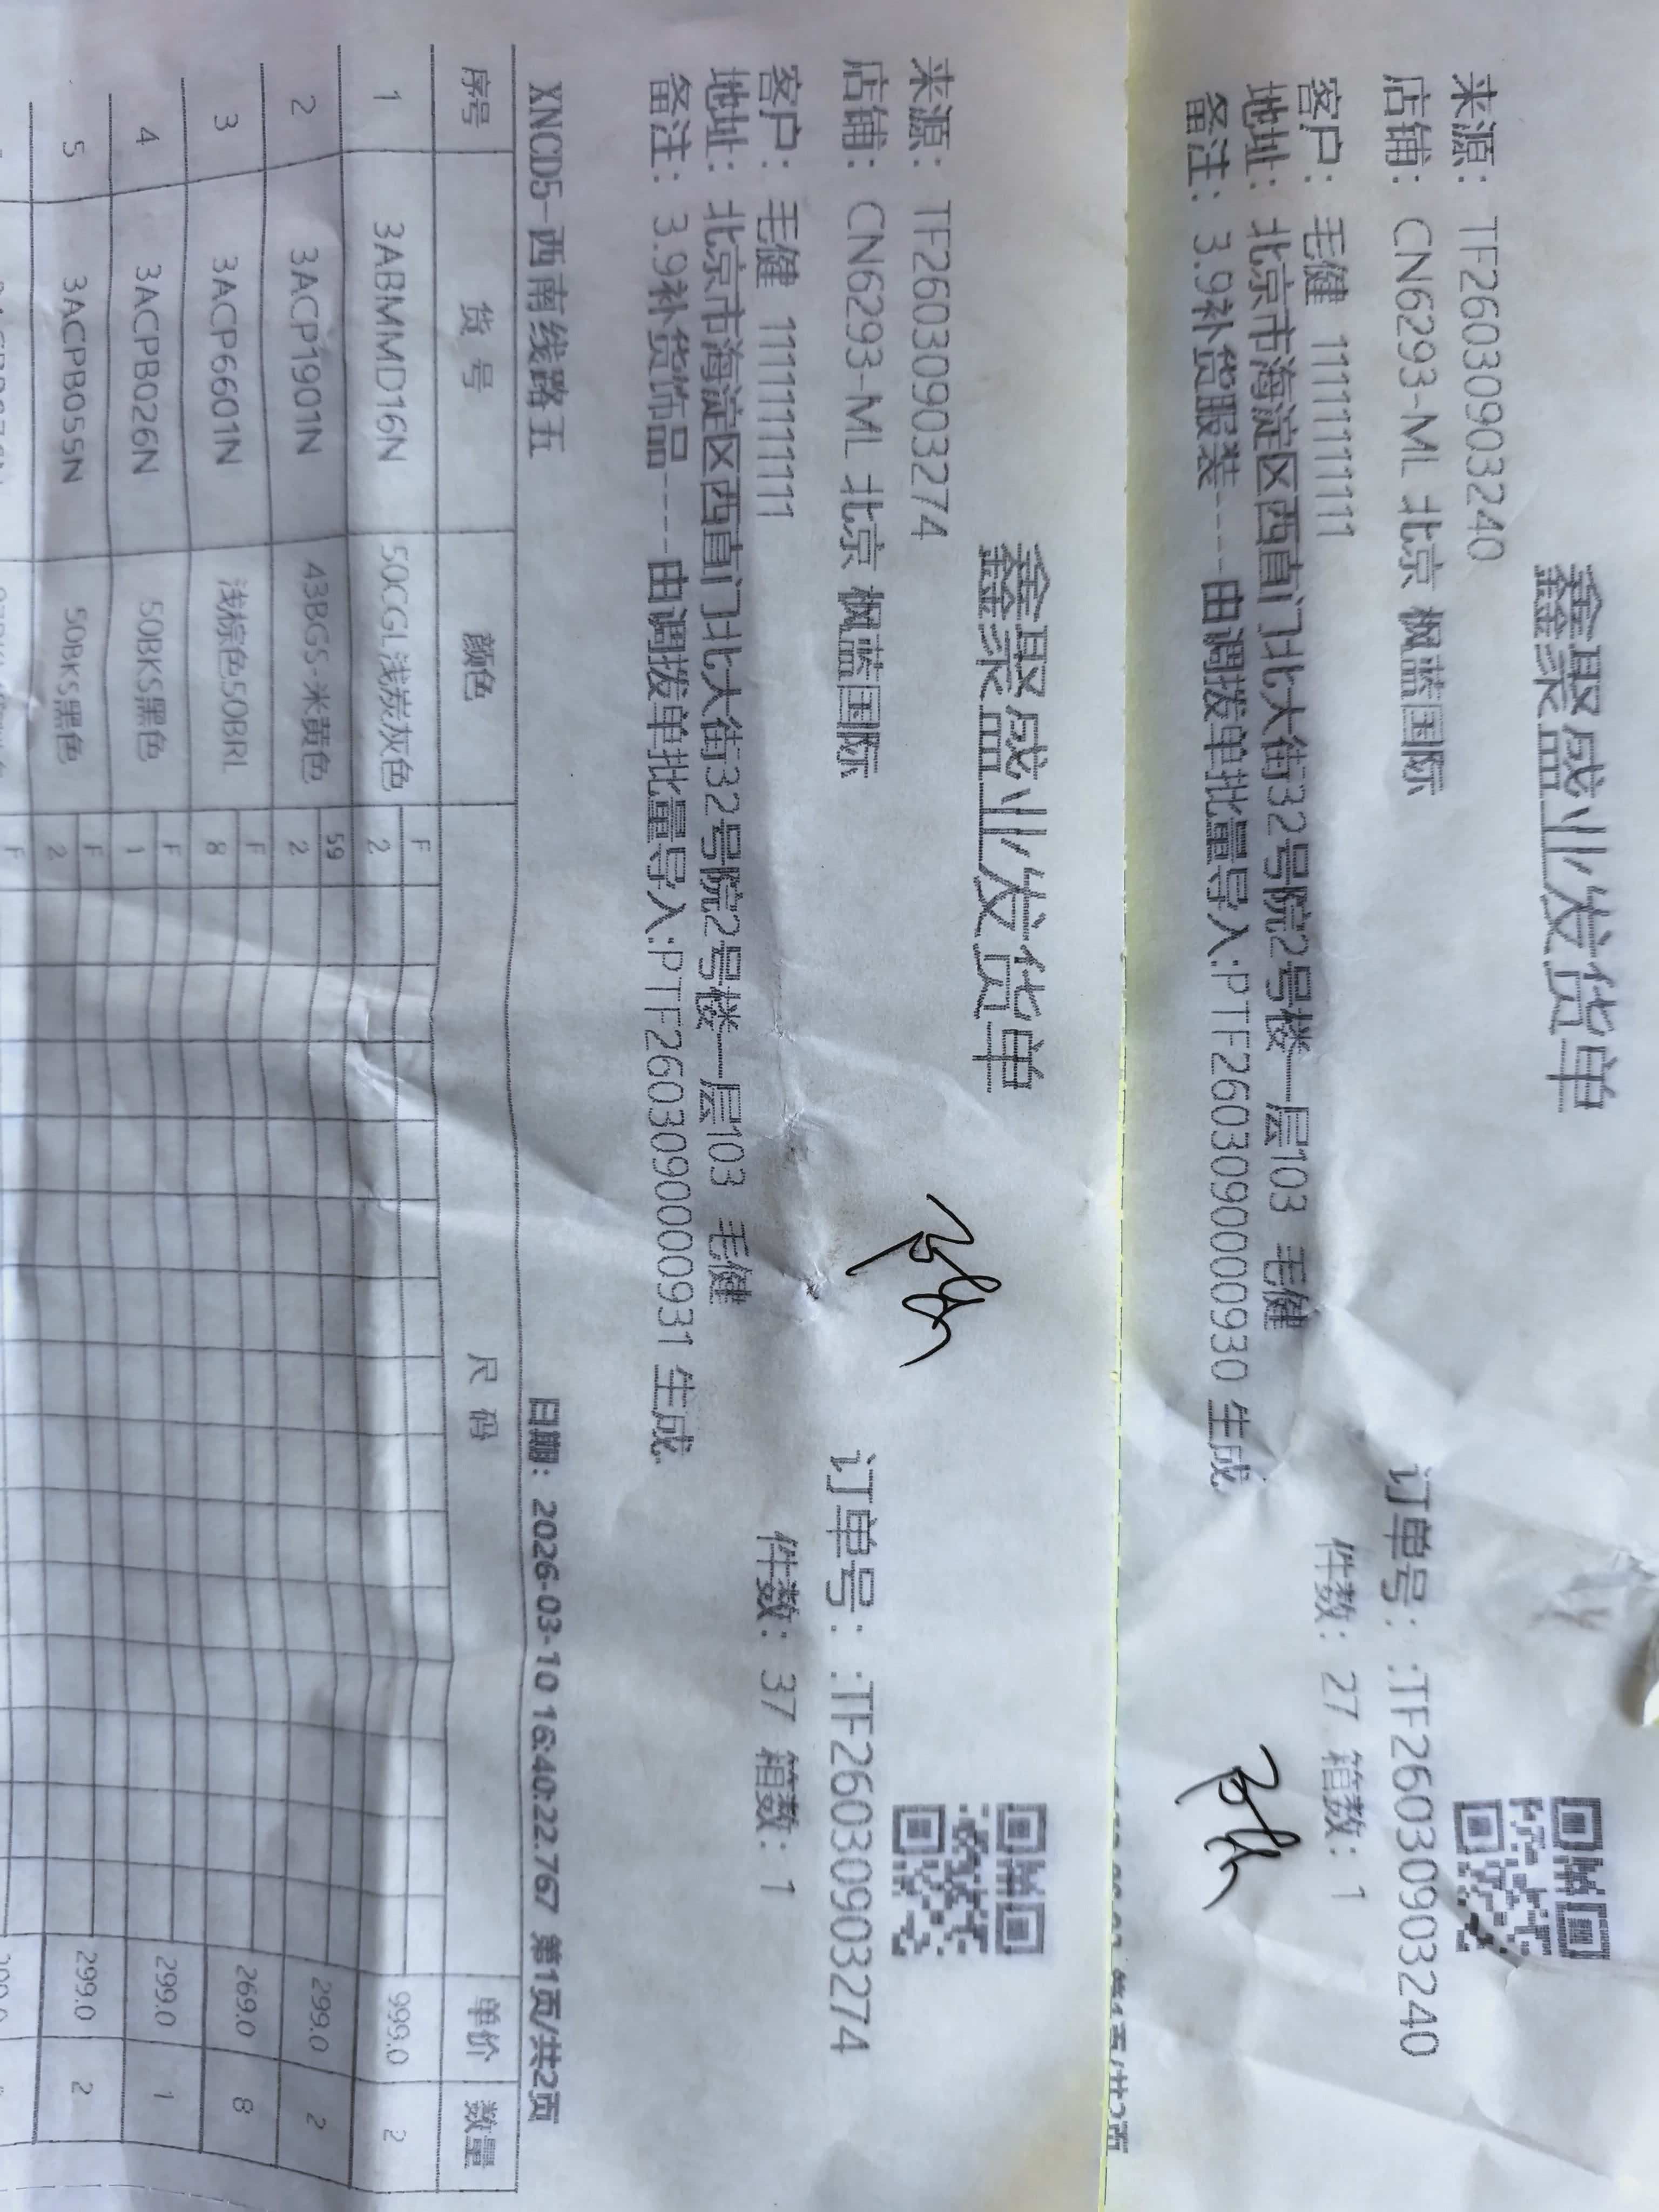 鑫聚盛业发货单
来源：TF26030903240
店铺：CN6293-ML 北京 枫蓝国际
订单号：:TF26030903240
客户：毛健 11111111111
件数：27 箱数：1
地址：北京市海淀区西直门北大街32号院2号楼一层103 毛健
备注：3.9补货服装----由调拨单批量导入:PTF260309000930 生成.
鑫聚盛业发货单
来源：TF26030903274
店铺：CN6293-ML 北京 枫蓝国际
订单号：:TF26030903274
客户：毛健 11111111111
件数：37 箱数：1
地址：北京市海淀区西直门北大街32号院2号楼一层103 毛健
备注：3.9补货饰品----由调拨单批量导入:PTF2603090000931 生成.
XNCD5-西南线路五 日期：2026-03-10 16:40:22.767 第1页/共2页
序号 货号 颜色 尺码 单价 数量
F
1 3ABMMD16N 50CGL浅炭灰色 2 999.0 2
59
2 3ACP1901N 43BGS-米黄色 2 299.0 2
F
3 3ACP6601N 浅棕色50BRL 8 269.0 8
F
4 3ACPB026N 50BKS黑色 1 299.0 1
F
5 3ACPB055N 50BKS黑色 2 299.0 2
F